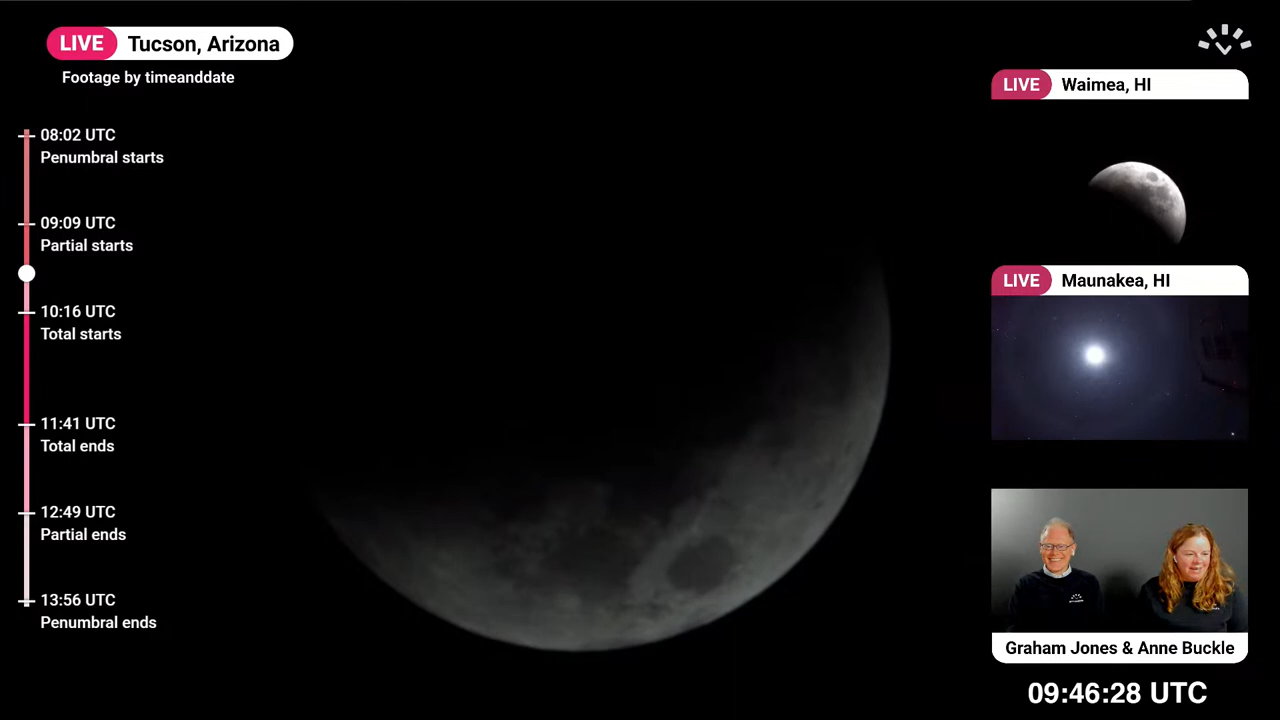 LIVE Tucson, Arizona
Footage by timeanddate
08:02 UTC
Penumbral starts
09:09 UTC
Partial starts
10:16 UTC
Total starts
11:41 UTC
Total ends
12:49 UTC
Partial ends
13:56 UTC
Penumbral ends
LIVE Waimea, HI
LIVE Maunakea, HI
Graham Jones & Anne Buckle
09:46:28 UTC